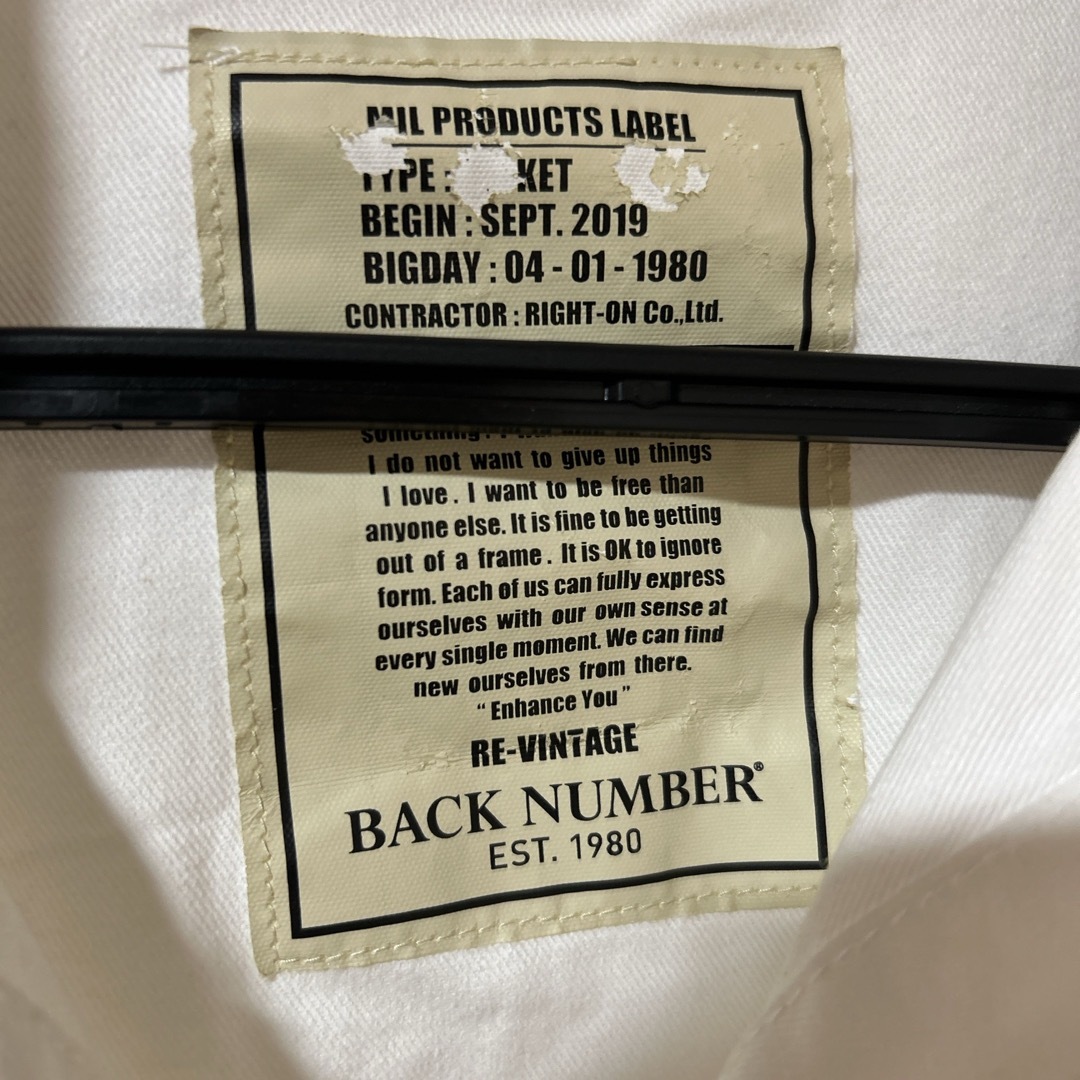 MIL PRODUCTS LABEL
TYPE : KET
BEGIN : SEPT. 2019
BIGDAY : 04 - 01 - 1980
CONTRACTOR : RIGHT-ON Co.,Ltd.
something
I do not want to give up things
I love . I want to be free than
anyone else. It is fine to be getting
out of a frame . It is OK to ignore
form. Each of us can fully express
ourselves with our own sense at
every single moment. We can find
new ourselves from there.
“ Enhance You ”
RE-VINTAGE
BACK NUMBER®
EST. 1980